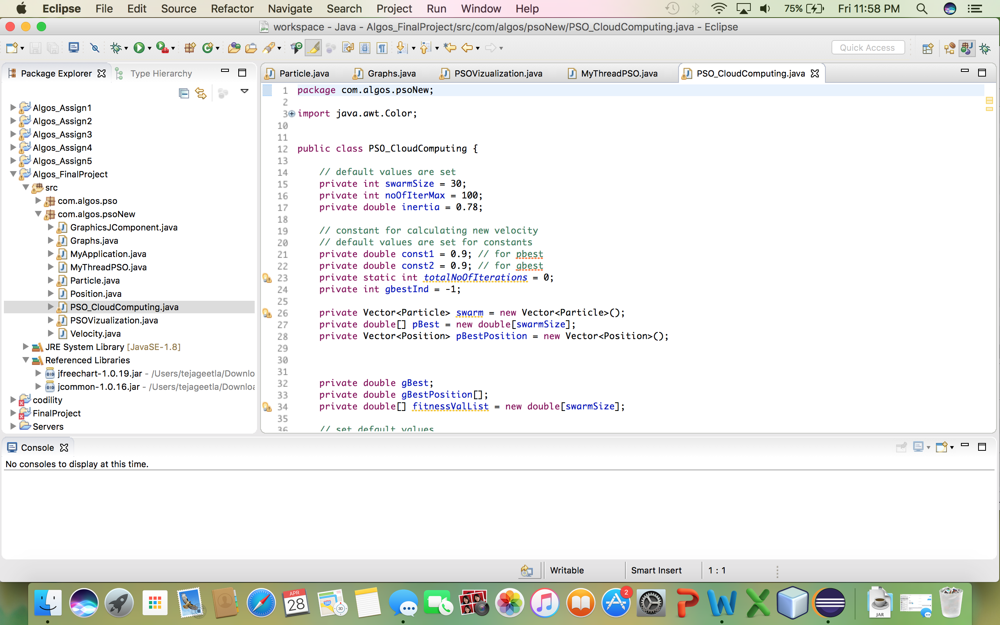 Eclipse File Edit Source Refactor Navigate Search Project Run Window Help 75% Fri 11:58 PM
workspace - Java - Algos_FinalProject/src/com/algos/psoNew/PSO_CloudComputing.java - Eclipse
Quick Access
Package Explorer Type Hierarchy
Algos_Assign1
Algos_Assign2
Algos_Assign3
Algos_Assign4
Algos_Assign5
Algos_FinalProject
src
com.algos.pso
com.algos.psoNew
GraphicsJComponent.java
Graphs.java
MyApplication.java
MyThreadPSO.java
Particle.java
Position.java
PSO_CloudComputing.java
PSOVizualization.java
Velocity.java
JRE System Library [JavaSE-1.8]
Referenced Libraries
jfreechart-1.0.19.jar - /Users/tejageetla/Downlo
jcommon-1.0.16.jar - /Users/tejageetla/Downloa
codility
FinalProject
Servers
Particle.java Graphs.java PSOVizualization.java MyThreadPSO.java PSO_CloudComputing.java
1 package com.algos.psoNew;
2
3 import java.awt.Color;
10
11
12 public class PSO_CloudComputing {
13
14 // default values are set
15 private int swarmSize = 30;
16 private int noOfIterMax = 100;
17 private double inertia = 0.78;
18
19 // constant for calculating new velocity
20 // default values are set for constants
21 private double const1 = 0.9; // for pbest
22 private double const2 = 0.9; // for gbest
23 private static int totalNoOfIterations = 0;
24 private int gbestInd = -1;
25
26 private Vector<Particle> swarm = new Vector<Particle>();
27 private double[] pBest = new double[swarmSize];
28 private Vector<Position> pBestPosition = new Vector<Position>();
29
30
31
32 private double gBest;
33 private double gBestPosition[];
34 private double[] fitnessValList = new double[swarmSize];
35
36 // set default values
Console
No consoles to display at this time.
Writable Smart Insert 1 : 1
APR
28
280
3D
2
JAR